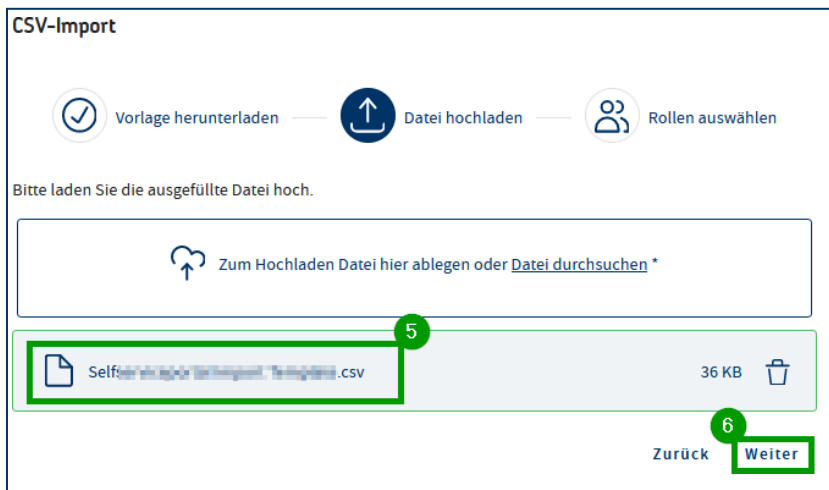 CSV-Import
Vorlage herunterladen
Datei hochladen
Rollen auswählen
Bitte laden Sie die ausgefüllte Datei hoch.
Zum Hochladen Datei hier ablegen oder Datei durchsuchen *
5
Self .csv
36 KB
6
Zurück
Weiter